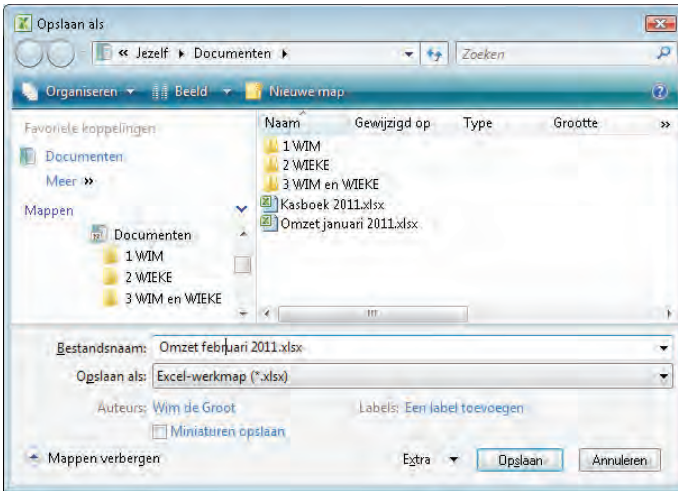 Opslaan als
« Jezelf Documenten Zoeken
Organiseren Beeld Nieuwe map
Favoriele koppelingen
Documenten
Meer »
Mappen
Documenten
1 WIM
2 WIEKE
3 WIM en WIEKE
Naam Gewijzigd op Type Grootte »
1 WIM
2 WIEKE
3 WIM en WIEKE
Kasboek 2011.xlsx
Omzet januari 2011.xlsx
Bestandsnaam: Omzet februari 2011.xlsx
Opslaan als: Excel-werkmap (*.xlsx)
Auteurs: Wim de Groot Labels: Een label toevoegen
Miniaturen opslaan
Mappen verbergen Extra Opslaan Annuleren